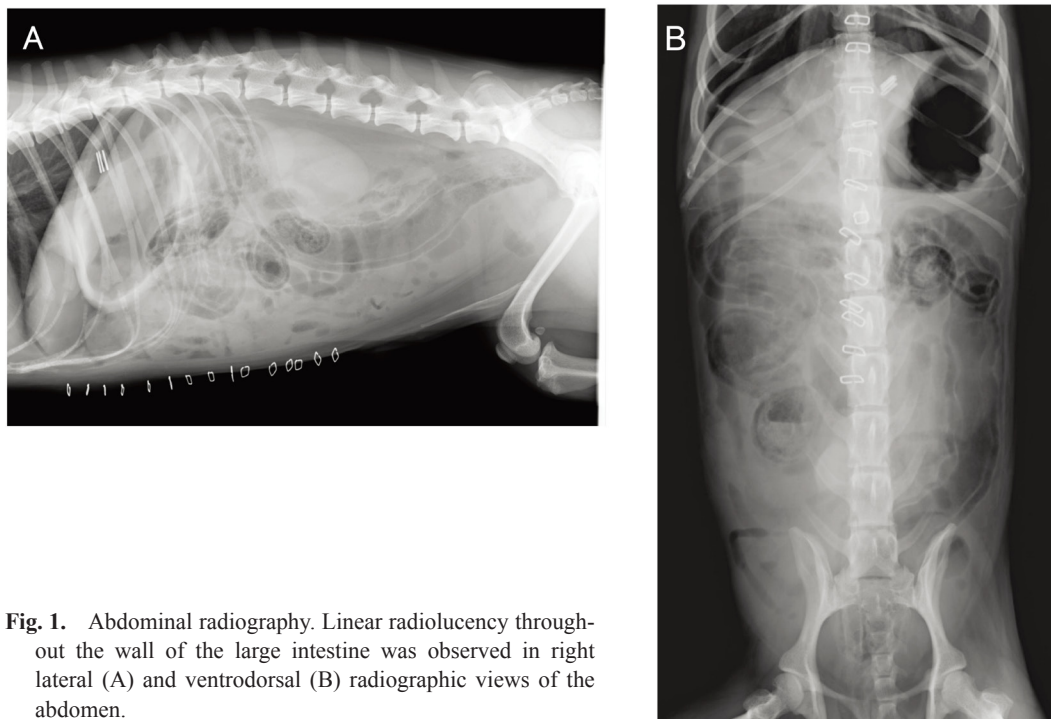 A
B
Fig. 1. Abdominal radiography. Linear radiolucency through-
out the wall of the large intestine was observed in right
lateral (A) and ventrodorsal (B) radiographic views of the
abdomen.